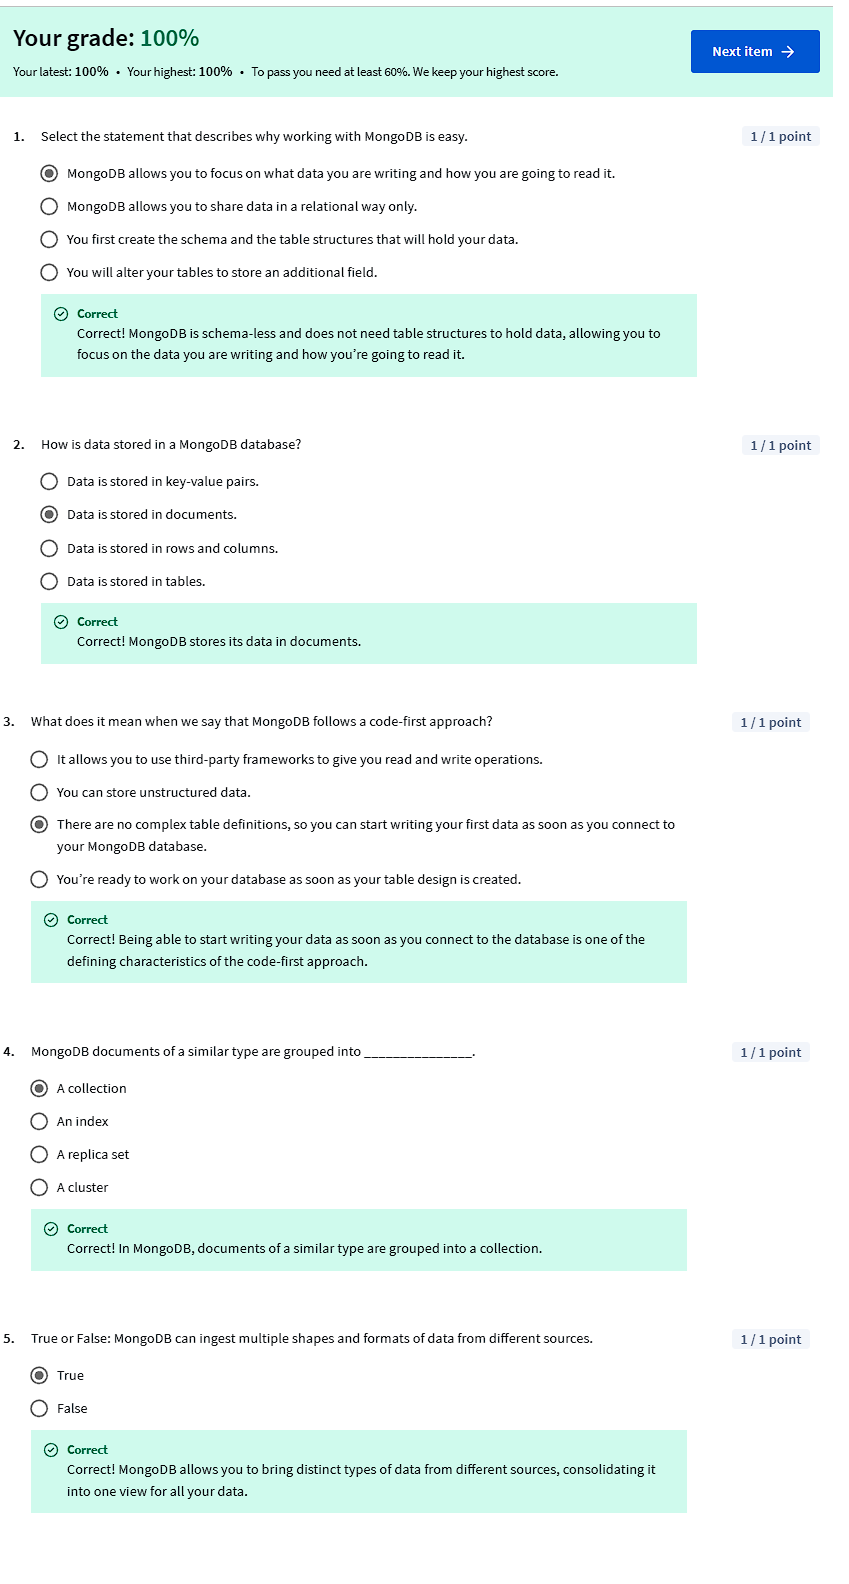 Your grade: 100%
Your latest: 100% • Your highest: 100% • To pass you need at least 60%. We keep your highest score.
Next item →
1. Select the statement that describes why working with MongoDB is easy.
1 / 1 point
MongoDB allows you to focus on what data you are writing and how you are going to read it.
MongoDB allows you to share data in a relational way only.
You first create the schema and the table structures that will hold your data.
You will alter your tables to store an additional field.
Correct
Correct! MongoDB is schema-less and does not need table structures to hold data, allowing you to
focus on the data you are writing and how you’re going to read it.
2. How is data stored in a MongoDB database?
1 / 1 point
Data is stored in key-value pairs.
Data is stored in documents.
Data is stored in rows and columns.
Data is stored in tables.
Correct
Correct! MongoDB stores its data in documents.
3. What does it mean when we say that MongoDB follows a code-first approach?
1 / 1 point
It allows you to use third-party frameworks to give you read and write operations.
You can store unstructured data.
There are no complex table definitions, so you can start writing your first data as soon as you connect to
your MongoDB database.
You’re ready to work on your database as soon as your table design is created.
Correct
Correct! Being able to start writing your data as soon as you connect to the database is one of the
defining characteristics of the code-first approach.
4. MongoDB documents of a similar type are grouped into _______________.
1 / 1 point
A collection
An index
A replica set
A cluster
Correct
Correct! In MongoDB, documents of a similar type are grouped into a collection.
5. True or False: MongoDB can ingest multiple shapes and formats of data from different sources.
1 / 1 point
True
False
Correct
Correct! MongoDB allows you to bring distinct types of data from different sources, consolidating it
into one view for all your data.